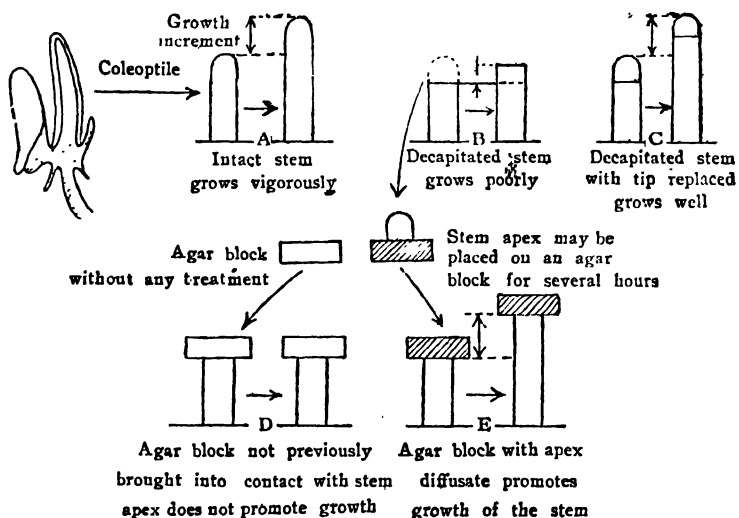 Growth
increment
Coleoptile
A
Intact stem
grows vigorously
B
Decapitated stem
grows poorly
C
Decapitated stem
with tip replaced
grows well
Agar block
without any treatment
Stem apex may be
placed on an agar
block for several hours
D
Agar block not previously
brought into contact with stem
apex does not promote growth
E
Agar block with apex
diffusate promotes
growth of the stem